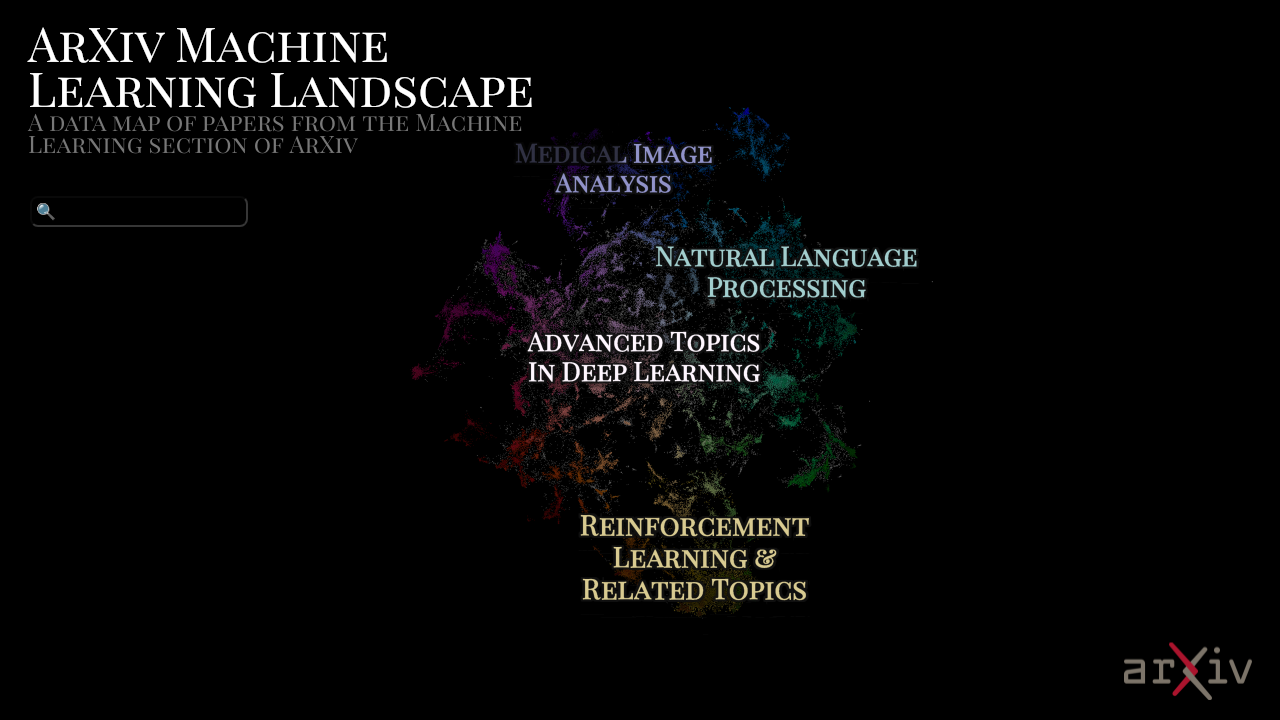 ArXiv Machine
Learning Landscape
A data map of papers from the Machine
Learning section of ArXiv
Medical Image
Analysis
Natural Language
Processing
Advanced Topics
In Deep Learning
Reinforcement
Learning &
Related Topics
arXiv